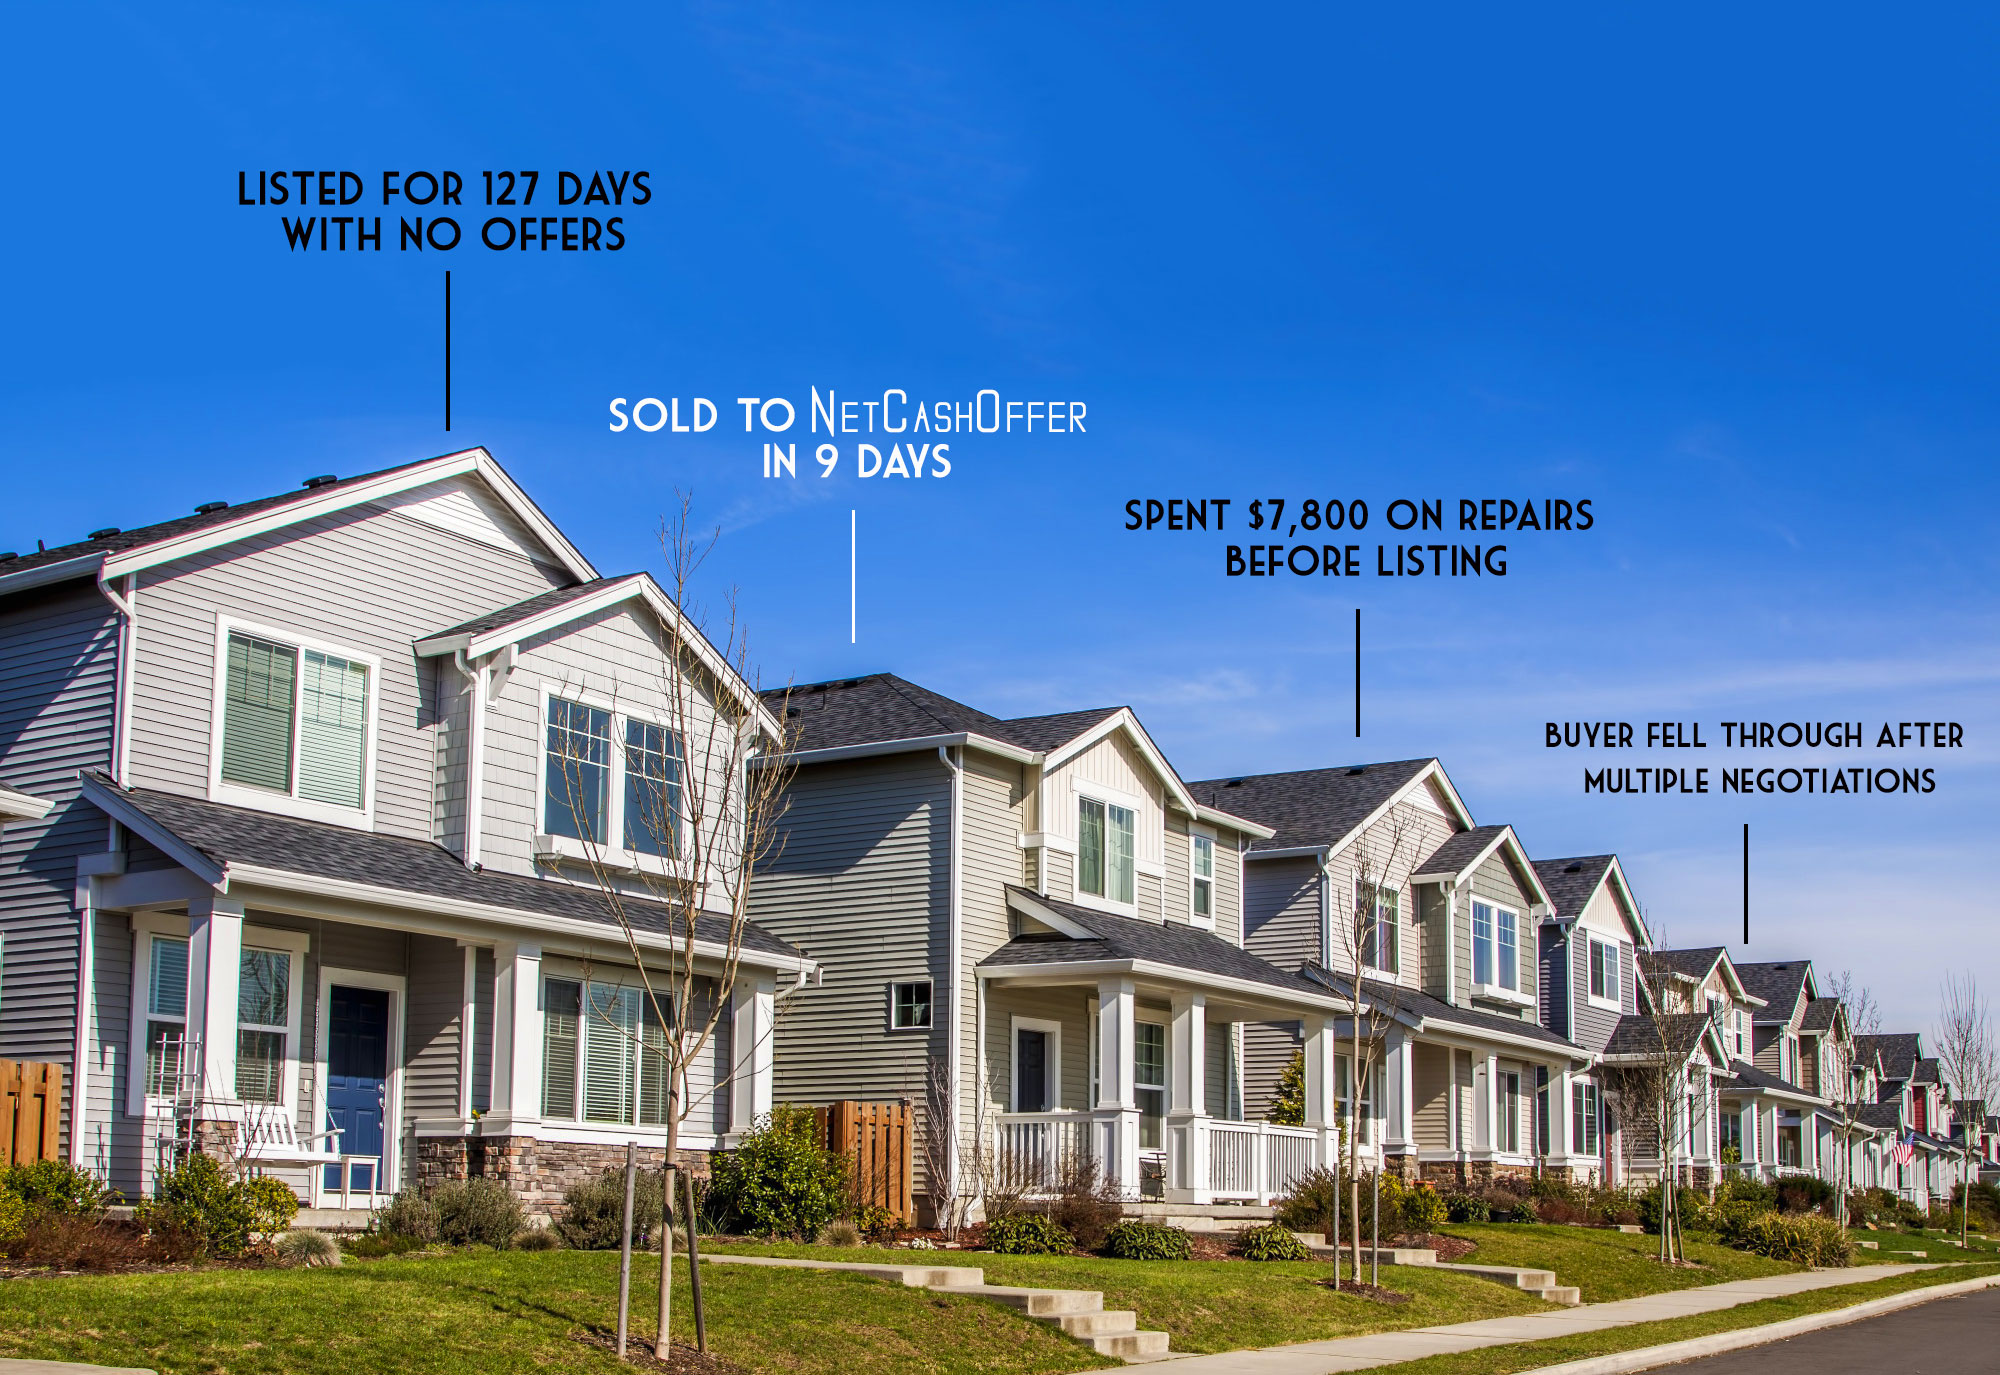 LISTED FOR 127 DAYS
WITH NO OFFERS
SOLD TO NETCASHOFFER
IN 9 DAYS
SPENT $7,800 ON REPAIRS
BEFORE LISTING
BUYER FELL THROUGH AFTER
MULTIPLE NEGOTIATIONS